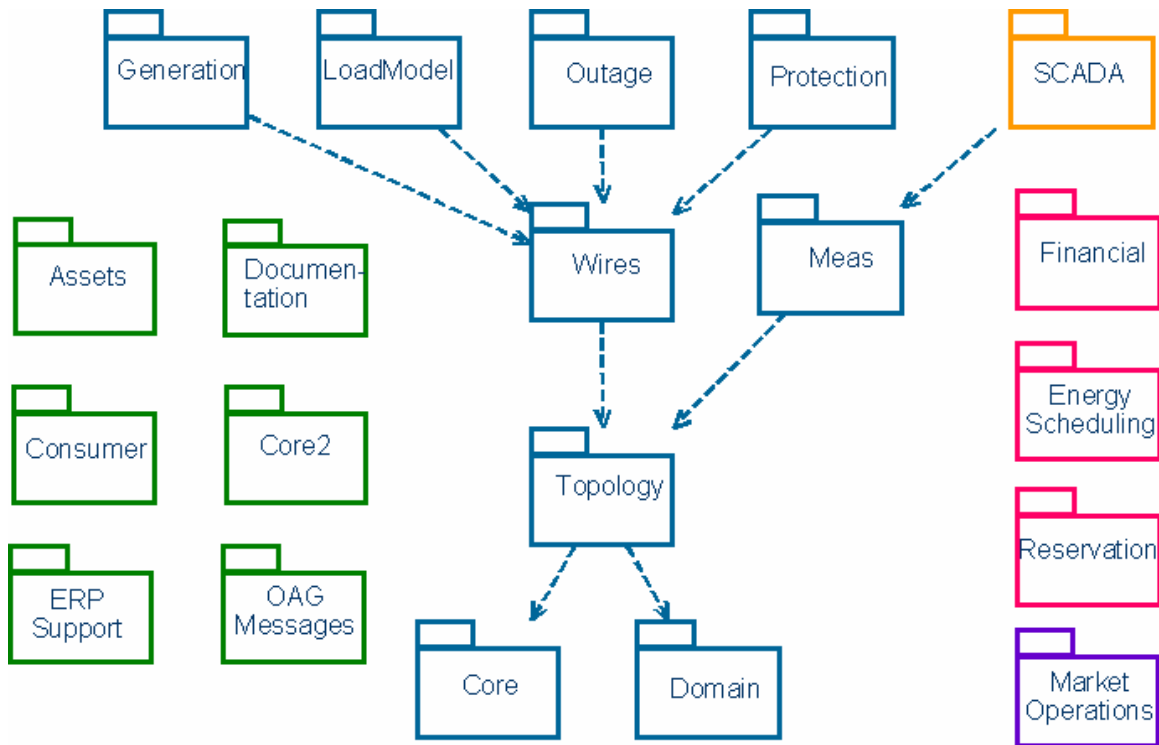 Generation
LoadModel
Outage
Protection
SCADA
Assets
Documen-
tation
Wires
Meas
Financial
Consumer
Core2
Topology
Energy
Scheduling
ERP
Support
OAG
Messages
Reservation
Core
Domain
Market
Operations